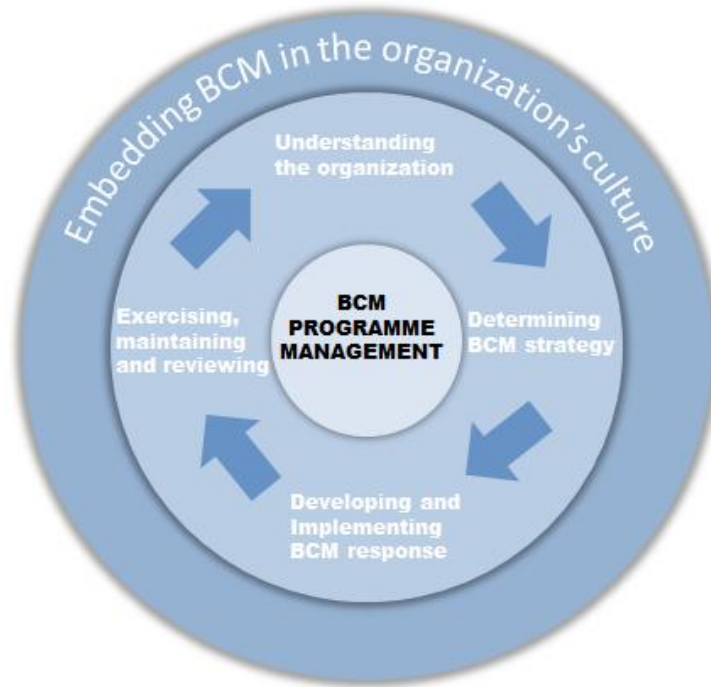 Embedding BCM in the organization's culture
Understanding
the organization
BCM
PROGRAMME
MANAGEMENT
Determining
BCM strategy
Developing and
Implementing
BCM response
Exercising,
maintaining
and reviewing